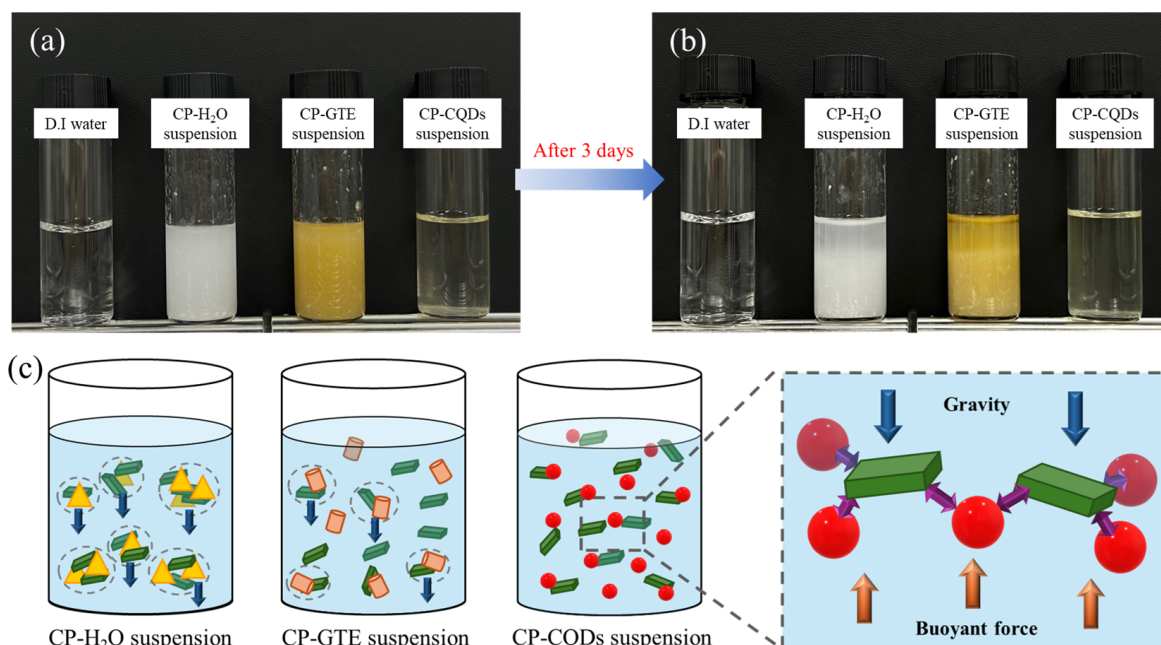 (a)
D.I water
CP-H₂O
suspension
CP-GTE
suspension
CP-CQDs
suspension
After 3 days
(b)
D.I water
CP-H₂O
suspension
CP-GTE
suspension
CP-CQDs
suspension
(c)
Gravity
Buoyant force
CP-H₂O suspension
CP-GTE suspension
CP-CQDs suspension